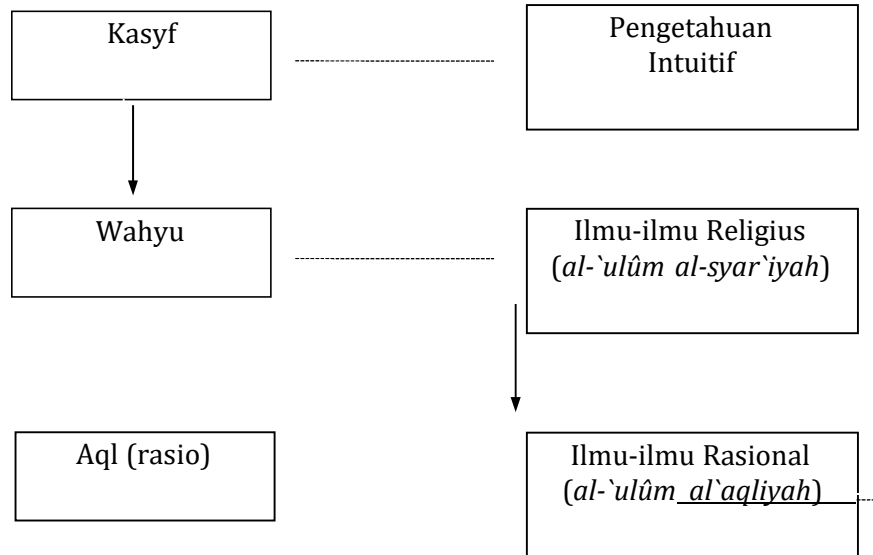 Kasyf
Pengetahuan
Intuitif
Wahyu
Ilmu-ilmu Religius
(al-`ulûm al-syar`iyah)
Aql (rasio)
Ilmu-ilmu Rasional
(al-`ulûm al`aqliyah)